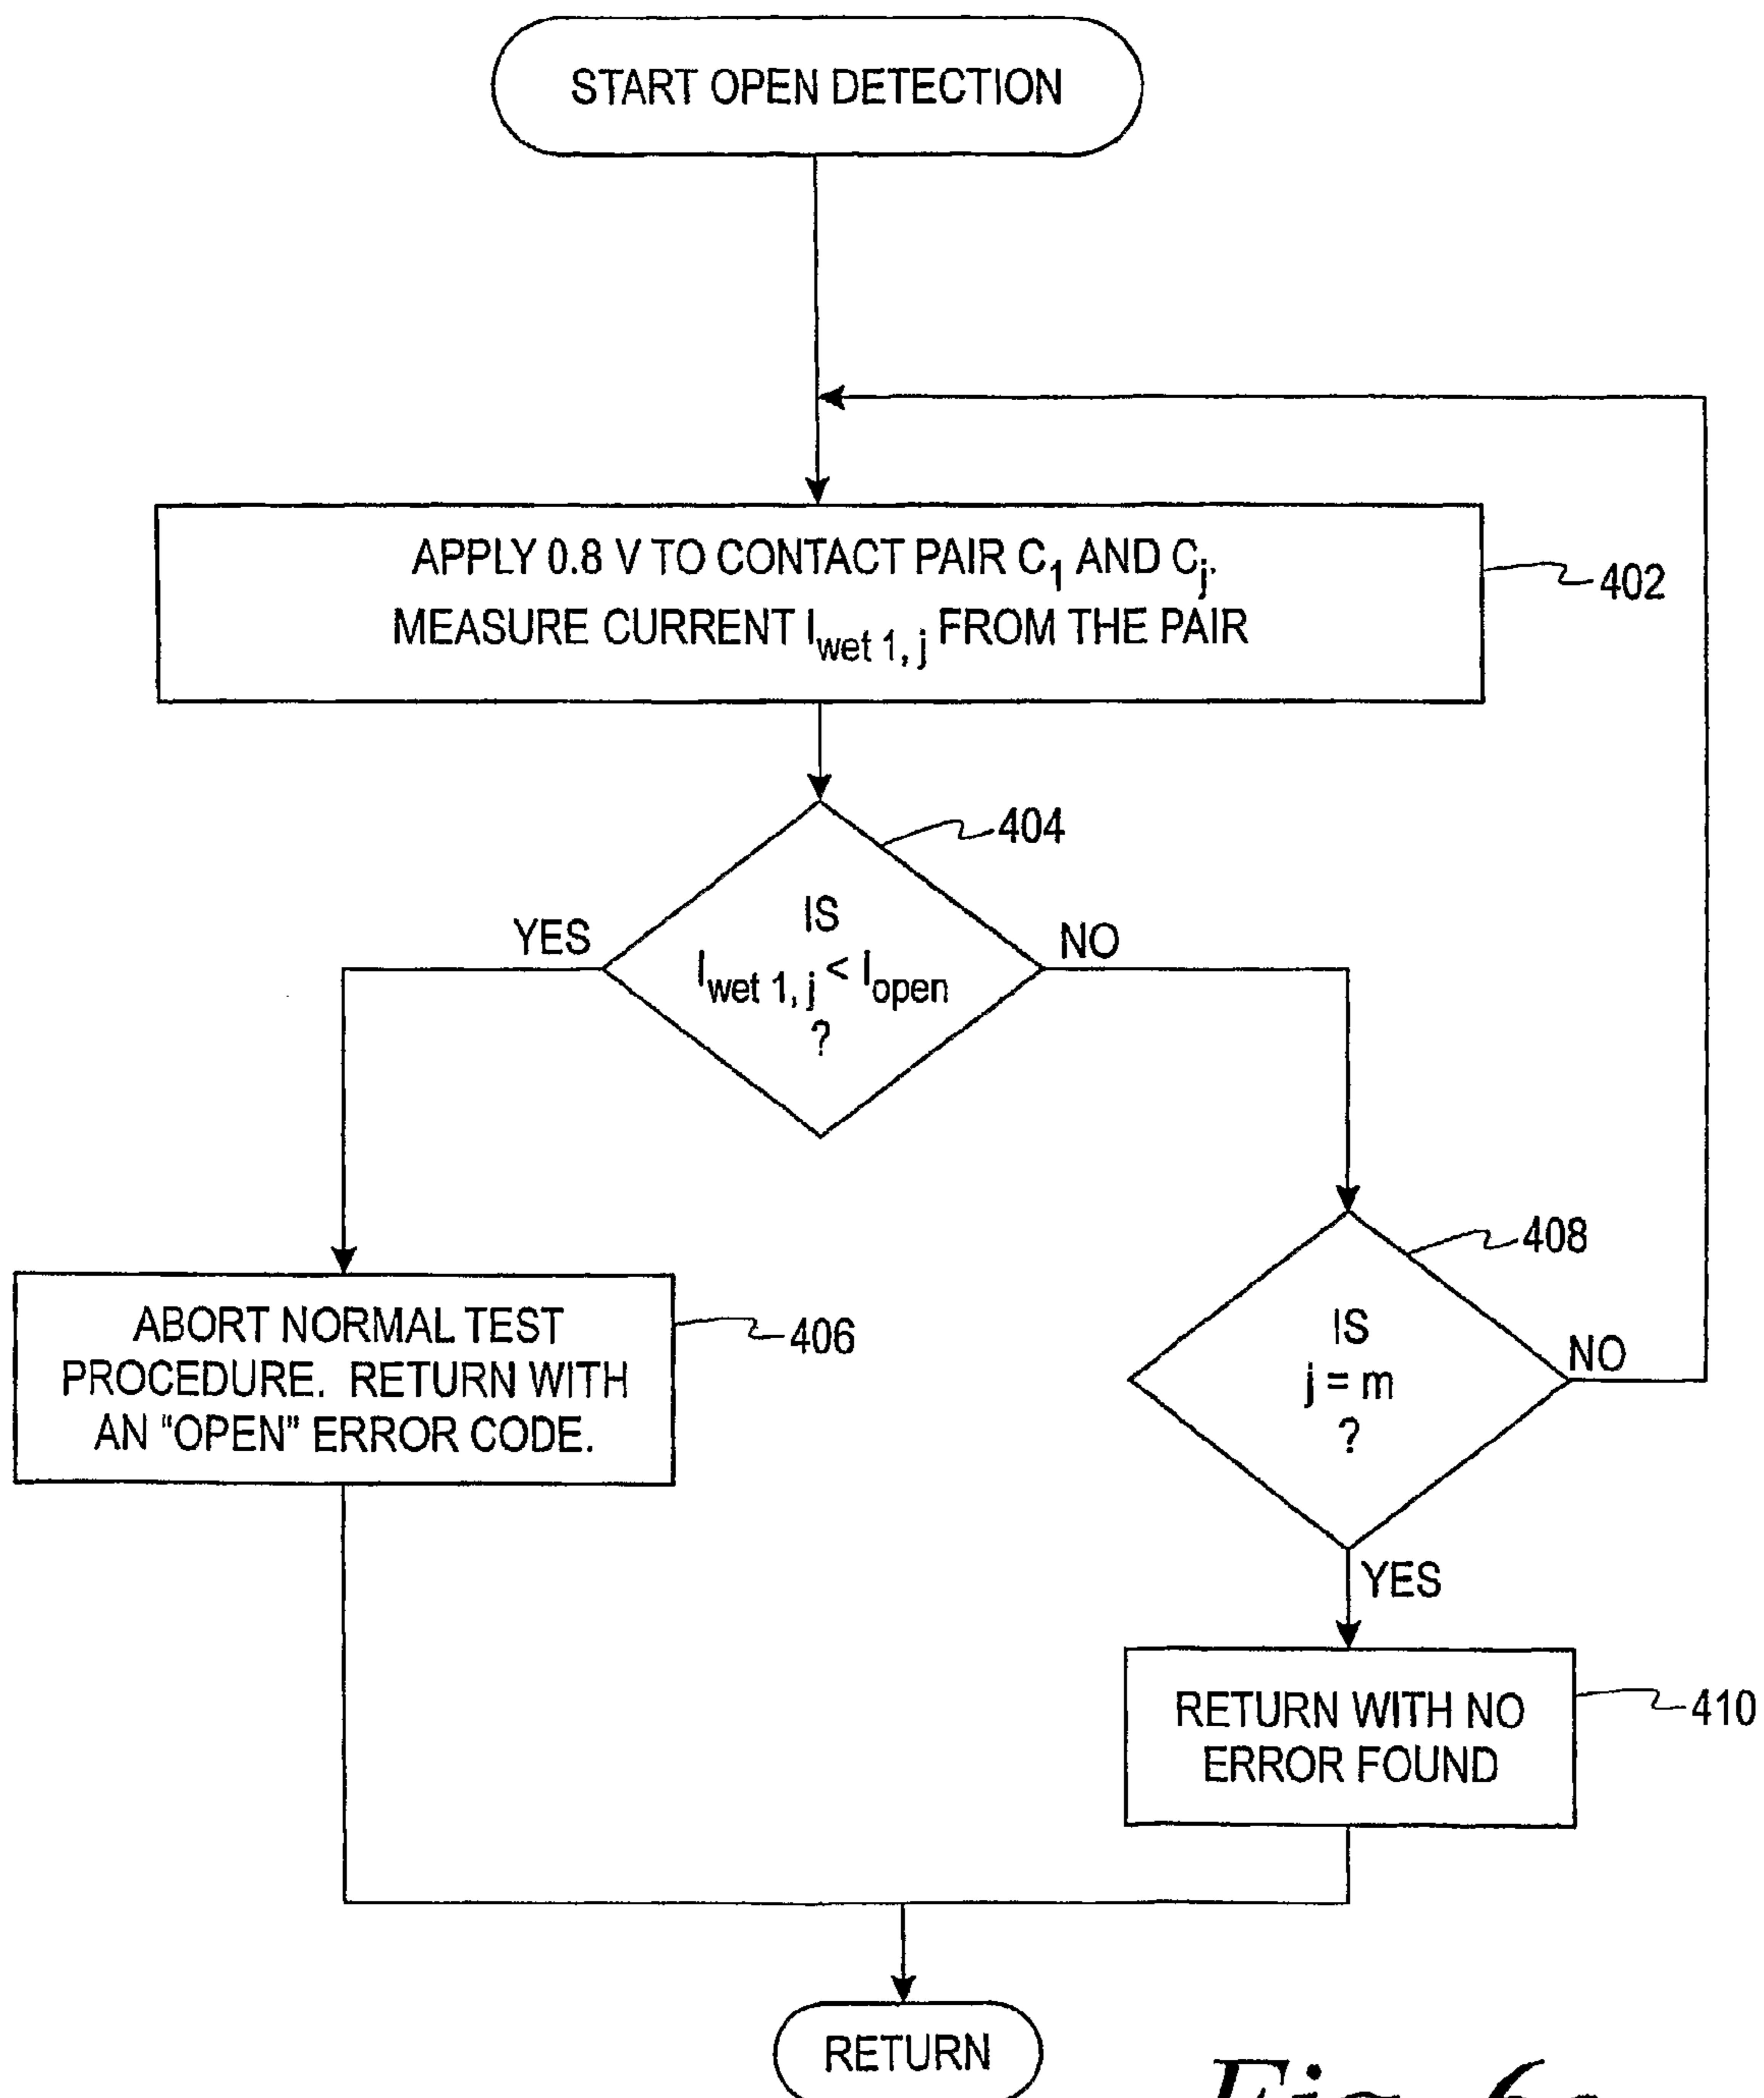 START OPEN DETECTION
APPLY 0.8 V TO CONTACT PAIR C1 AND Cj.
MEASURE CURRENT Iwet 1, j FROM THE PAIR
402
404
IS
Iwet 1, j < Iopen
?
YES
NO
ABORT NORMAL TEST
PROCEDURE. RETURN WITH
AN "OPEN" ERROR CODE.
406
408
IS
j = m
?
NO
YES
RETURN WITH NO
ERROR FOUND
410
RETURN